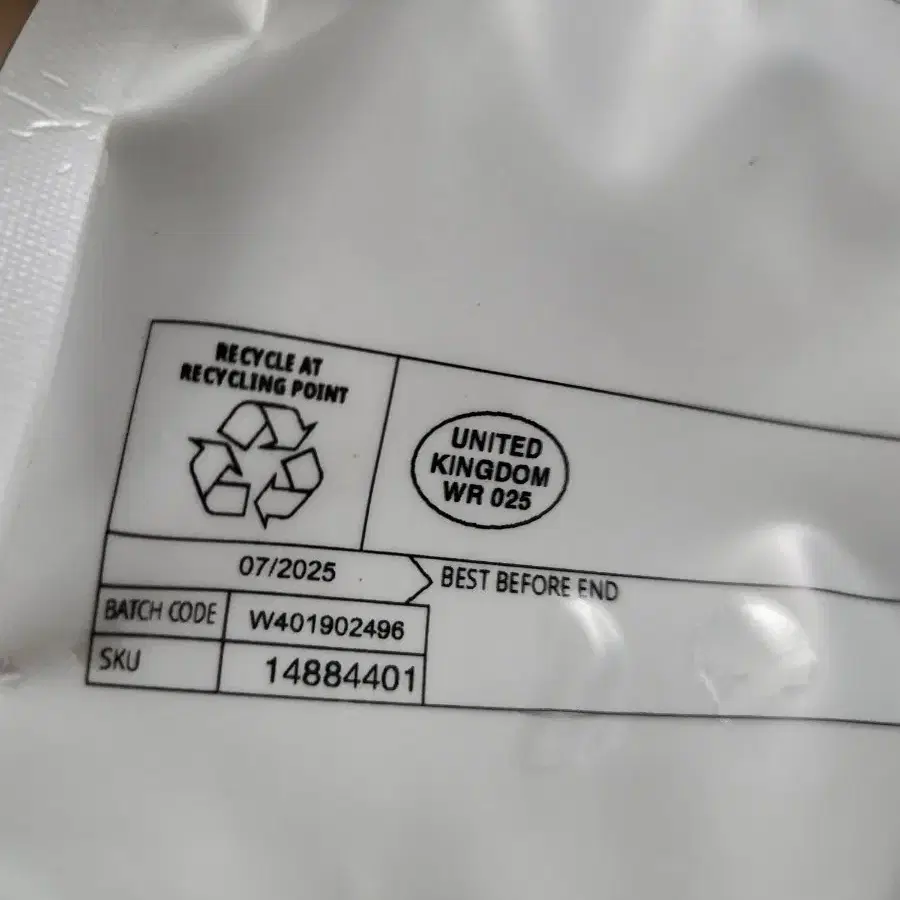 RECYCLE AT
RECYCLING POINT
UNITED
KINGDOM
WR 025
07/2025
BEST BEFORE END
BATCH CODE
W401902496
SKU
14884401